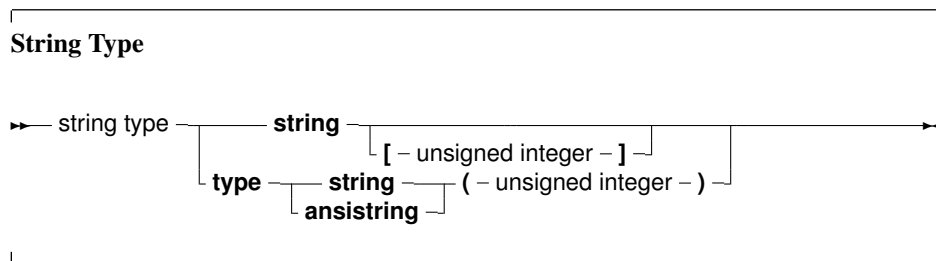 String Type
string type string
[ – unsigned integer – ]
type string ( – unsigned integer – )
ansistring